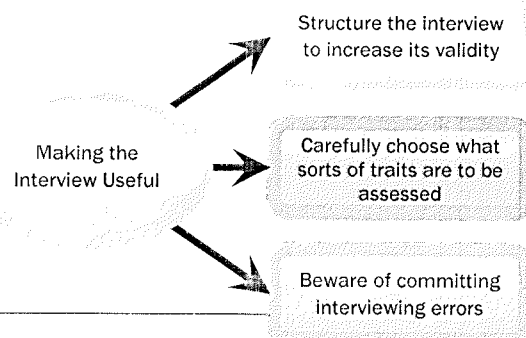 Structure the interview
to increase its validity
Making the
Interview Useful
Carefully choose what
sorts of traits are to be
assessed
Beware of committing
interviewing errors